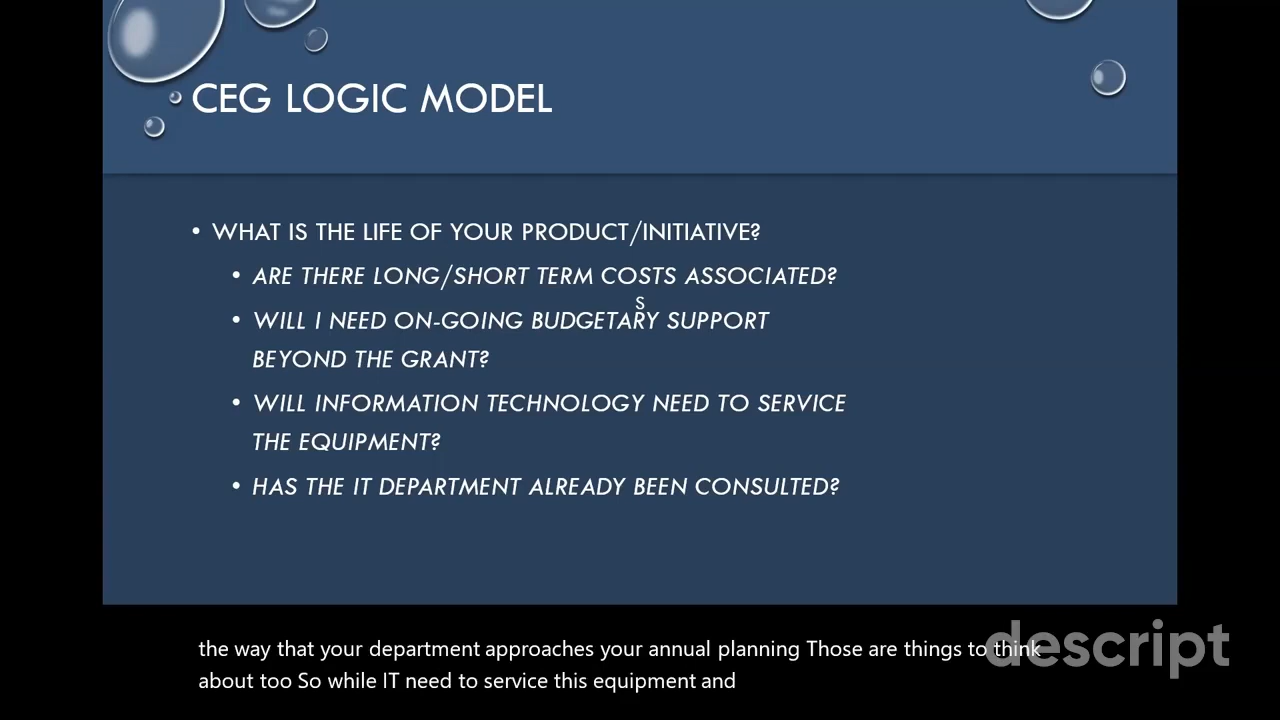 CEG LOGIC MODEL
• WHAT IS THE LIFE OF YOUR PRODUCT/INITIATIVE?
• ARE THERE LONG/SHORT TERM COSTS ASSOCIATED?
S
• WILL I NEED ON-GOING BUDGETARY SUPPORT
BEYOND THE GRANT?
• WILL INFORMATION TECHNOLOGY NEED TO SERVICE
THE EQUIPMENT?
• HAS THE IT DEPARTMENT ALREADY BEEN CONSULTED?
the way that your department approaches your annual planning Those are things to think
about too So while IT need to service this equipment and
descript